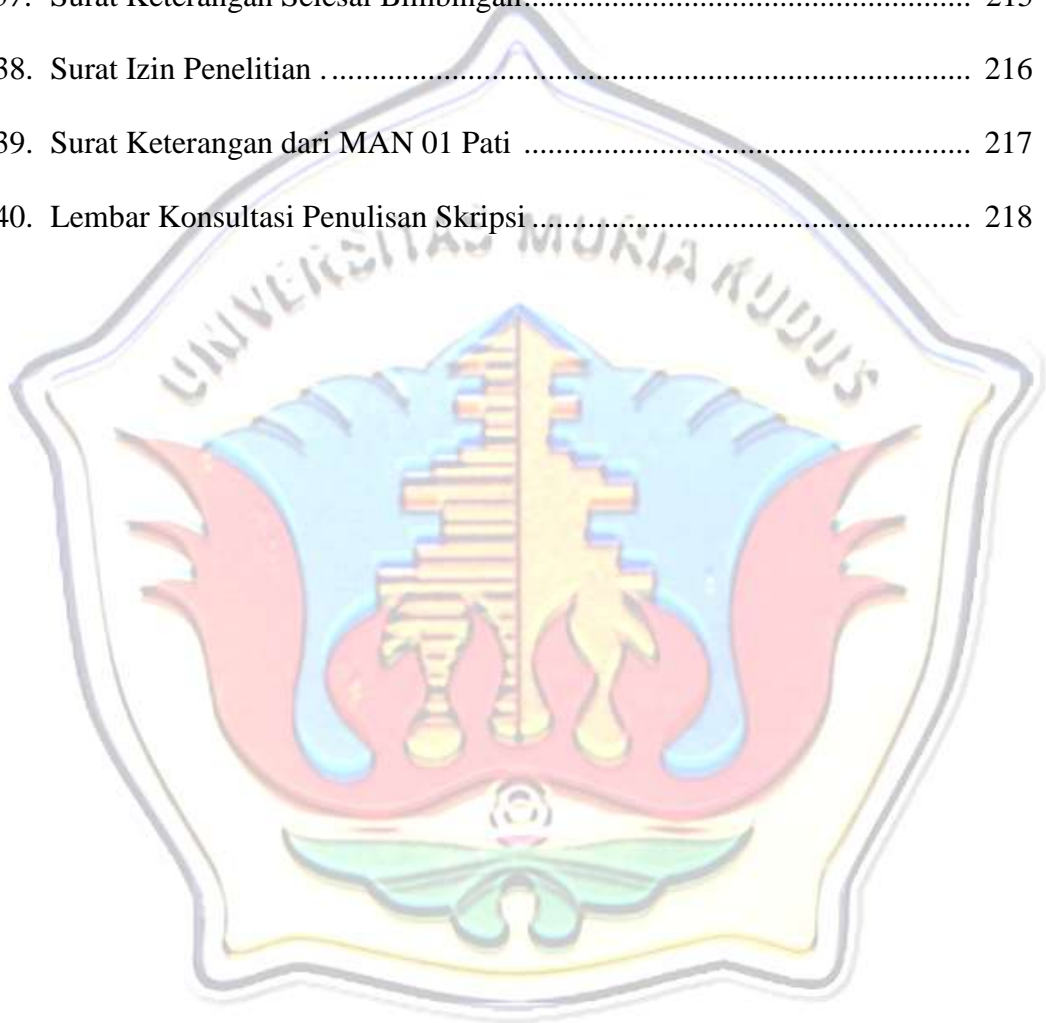 37. Surat Keterangan Selesai Bimbingan.......................................................... 215
38. Surat Izin Penelitian ................................................................................. 216
39. Surat Keterangan dari MAN 01 Pati ........................................................ 217
40. Lembar Konsultasi Penulisan Skripsi ....................................................... 218
UNIVERSITAS MURIA KUDUS